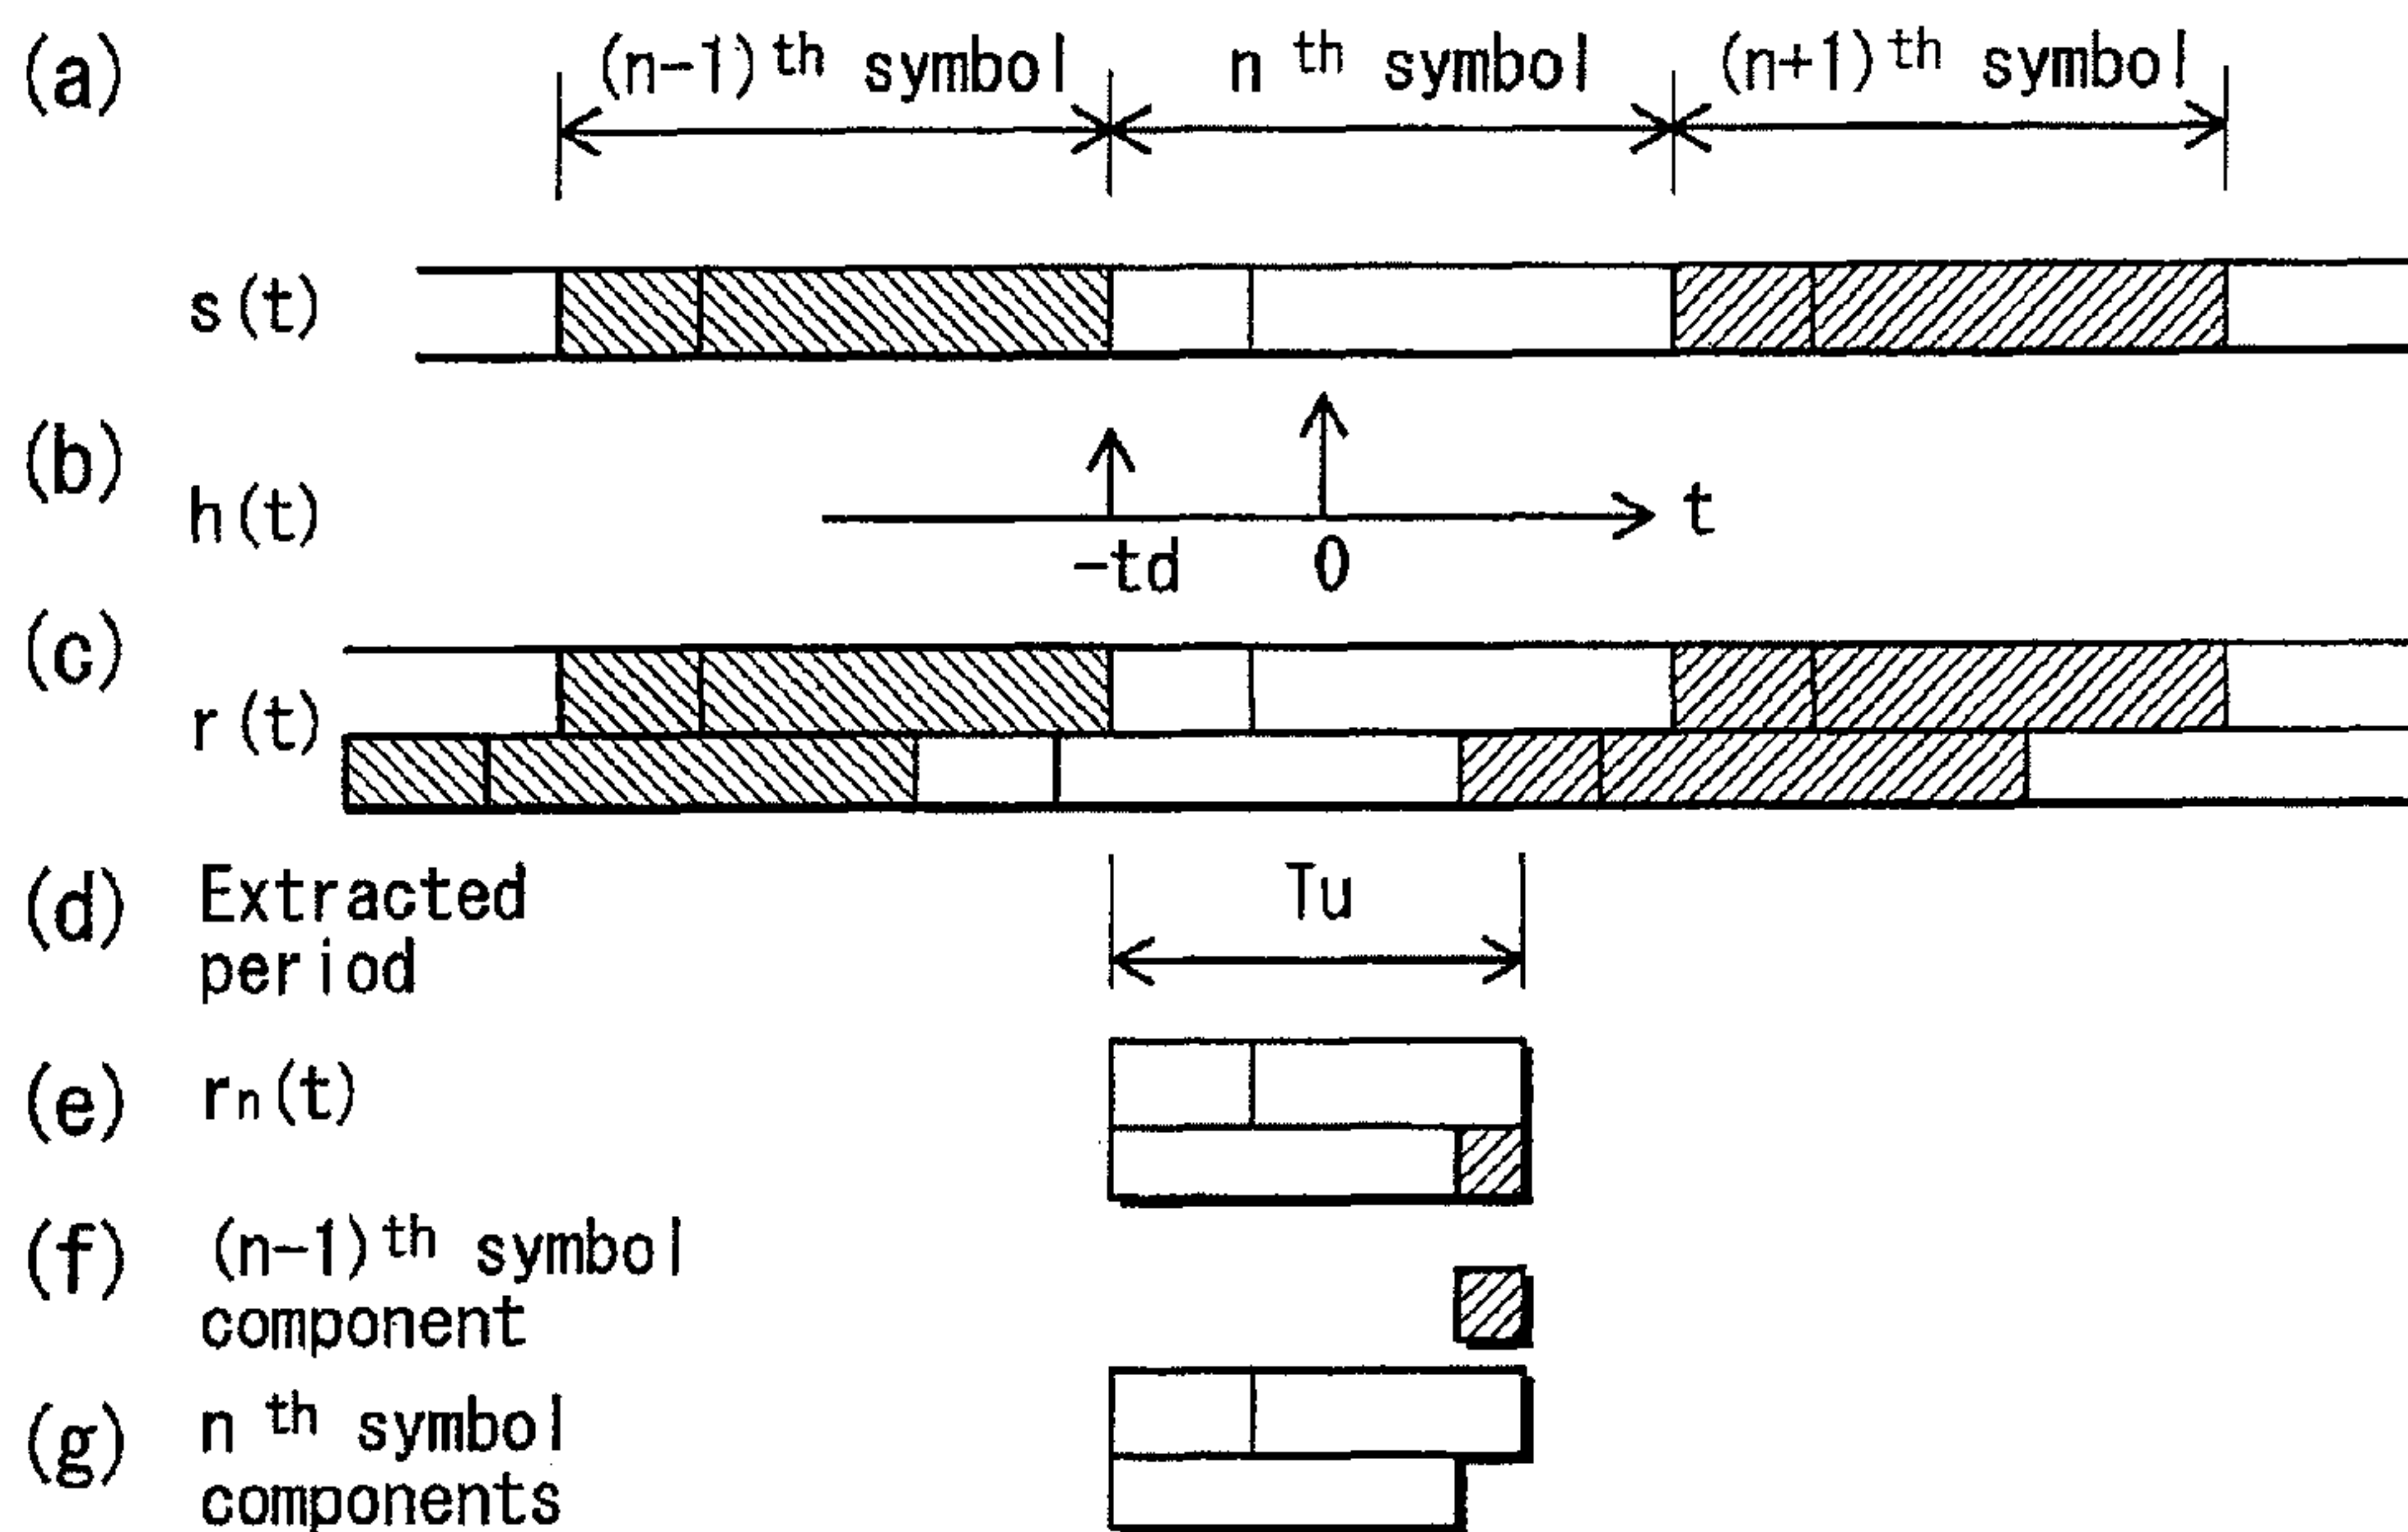 (a)
(n-1)th symbol n th symbol (n+1)th symbol
s(t)
(b)
h(t)
t
-td 0
(c)
r(t)
(d) Extracted
period
Tu
(e) rn(t)
(f) (n-1)th symbol
component
(g) n th symbol
components